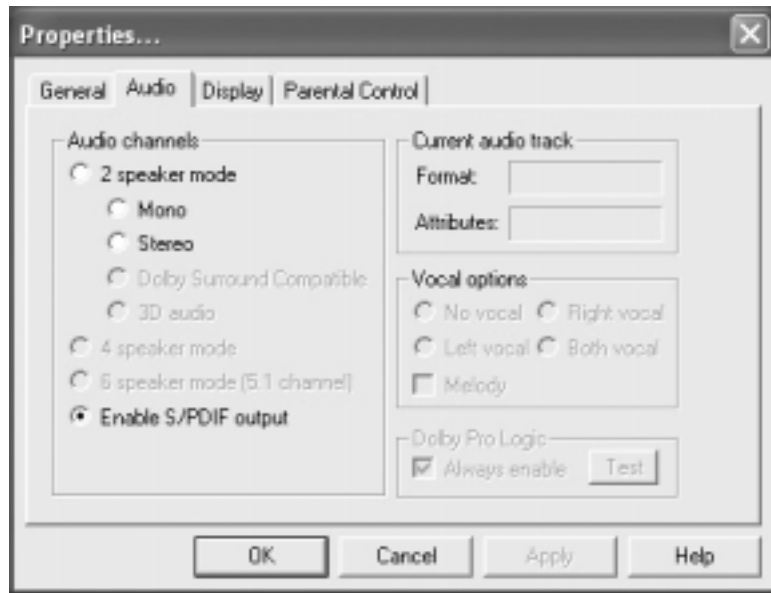 Properties...
General Audio Display Parental Control
Audio channels
2 speaker mode
Mono
Stereo
Dolby Surround Compatible
3D audio
4 speaker mode
6 speaker mode (5.1 channel)
Enable S/PDIF output
Current audio track
Format:
Attributes:
Vocal options
No vocal Right vocal
Left vocal Both vocal
Melody
Dolby Pro Logic
Always enable Test
OK Cancel Apply Help